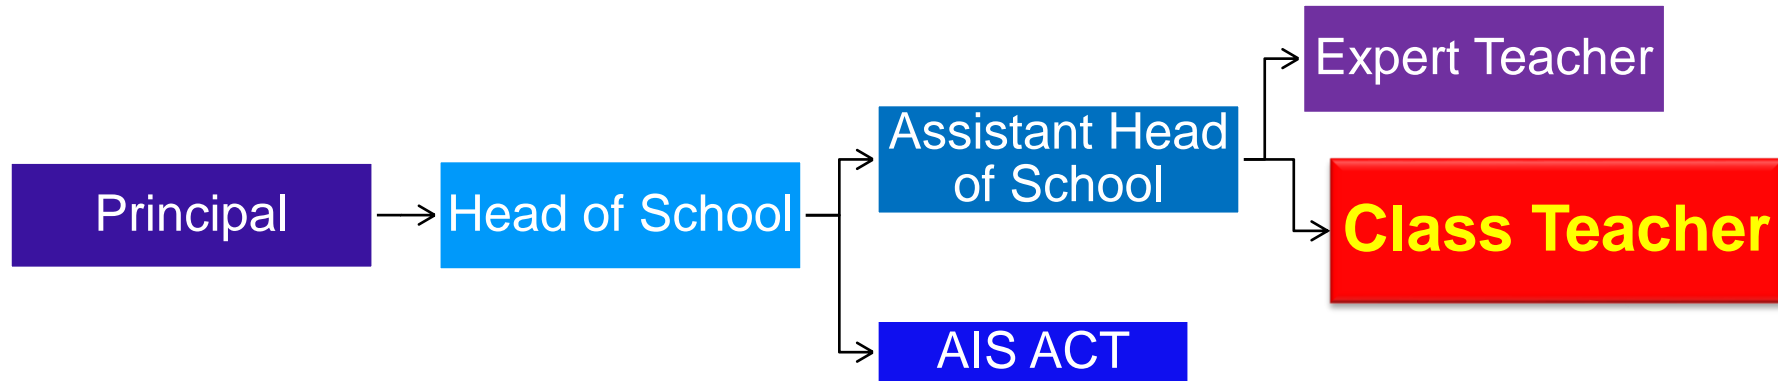 Principal
Head of School
Assistant Head
of School
AIS ACT
Expert Teacher
Class Teacher